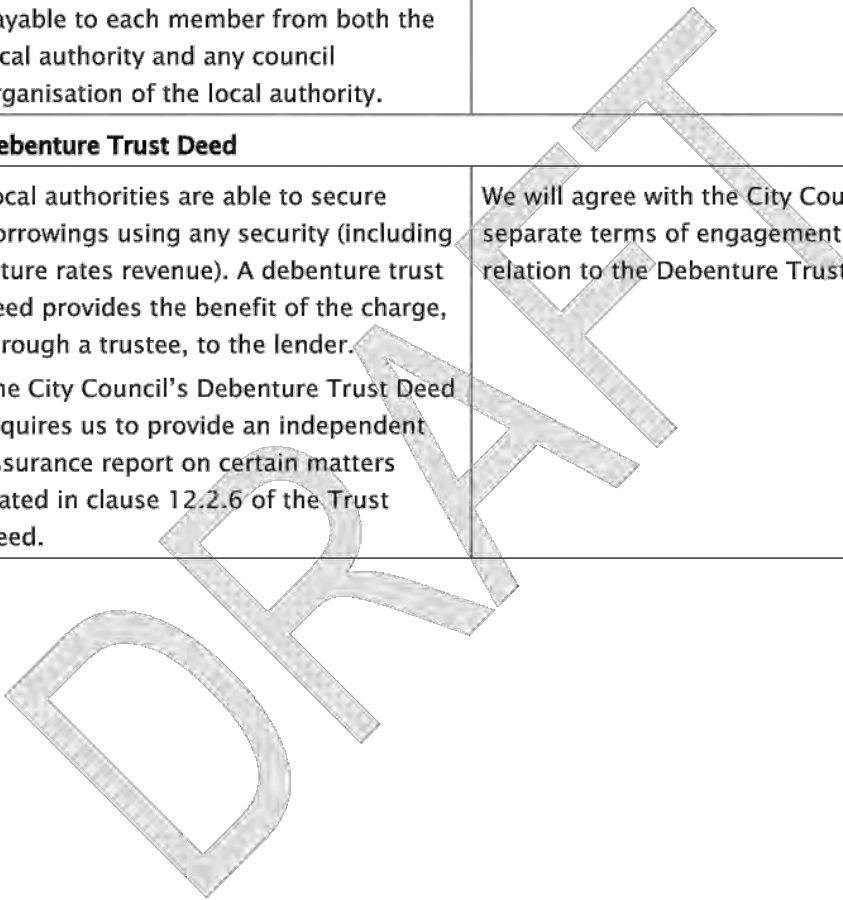 ayable to each member from both the
cal authority and any council
rganisation of the local authority.
ebenture Trust Deed
ocal authorities are able to secure
orrowings using any security (including
ture rates revenue). A debenture trust
eed provides the benefit of the charge,
rough a trustee, to the lender.
he City Council's Debenture Trust Deed
quires us to provide an independent
ssurance report on certain matters
ated in clause 12.2.6 of the Trust
eed.
We will agree with the City Cou
separate terms of engagement
relation to the Debenture Trust
DRAFT